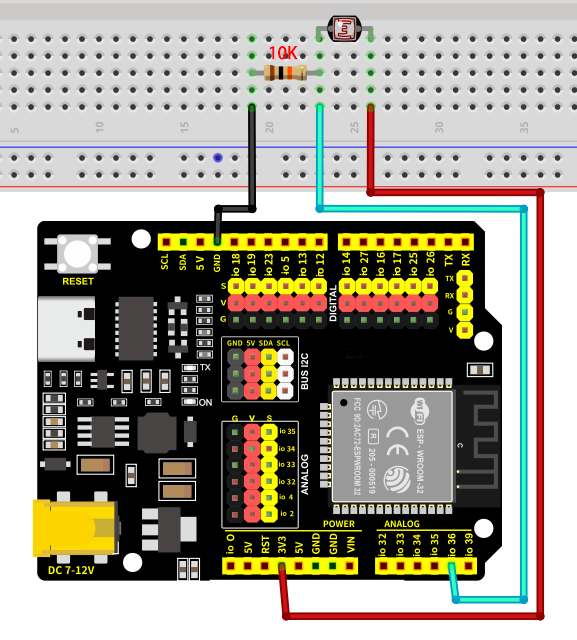 10K
5 10 15 20 25 30 35
SCL SDA 5V GND io 18 io 19 io 23 io 5 io 13 io 12 io 14 io 27 io 16 io 17 io 25 io 26 TX RX
RESET
S
V
G
DIGITAL
TX
RX
G
V
GND 5V SDA SCL
BUS I2C
TX
ON
G V S
io 35
io 34
io 33
io 32
io 4
io 2
ANALOG
WiFi
ESP - WROOM-32
CE
R
205 - 000519
FCC ID:2AC72-ESPWROOM 32
C
POWER
ANALOG
io 0 5V RST 3V3 5V GND GND VIN io 32 io 33 io 34 io 35 io 36 io 39
DC 7-12V